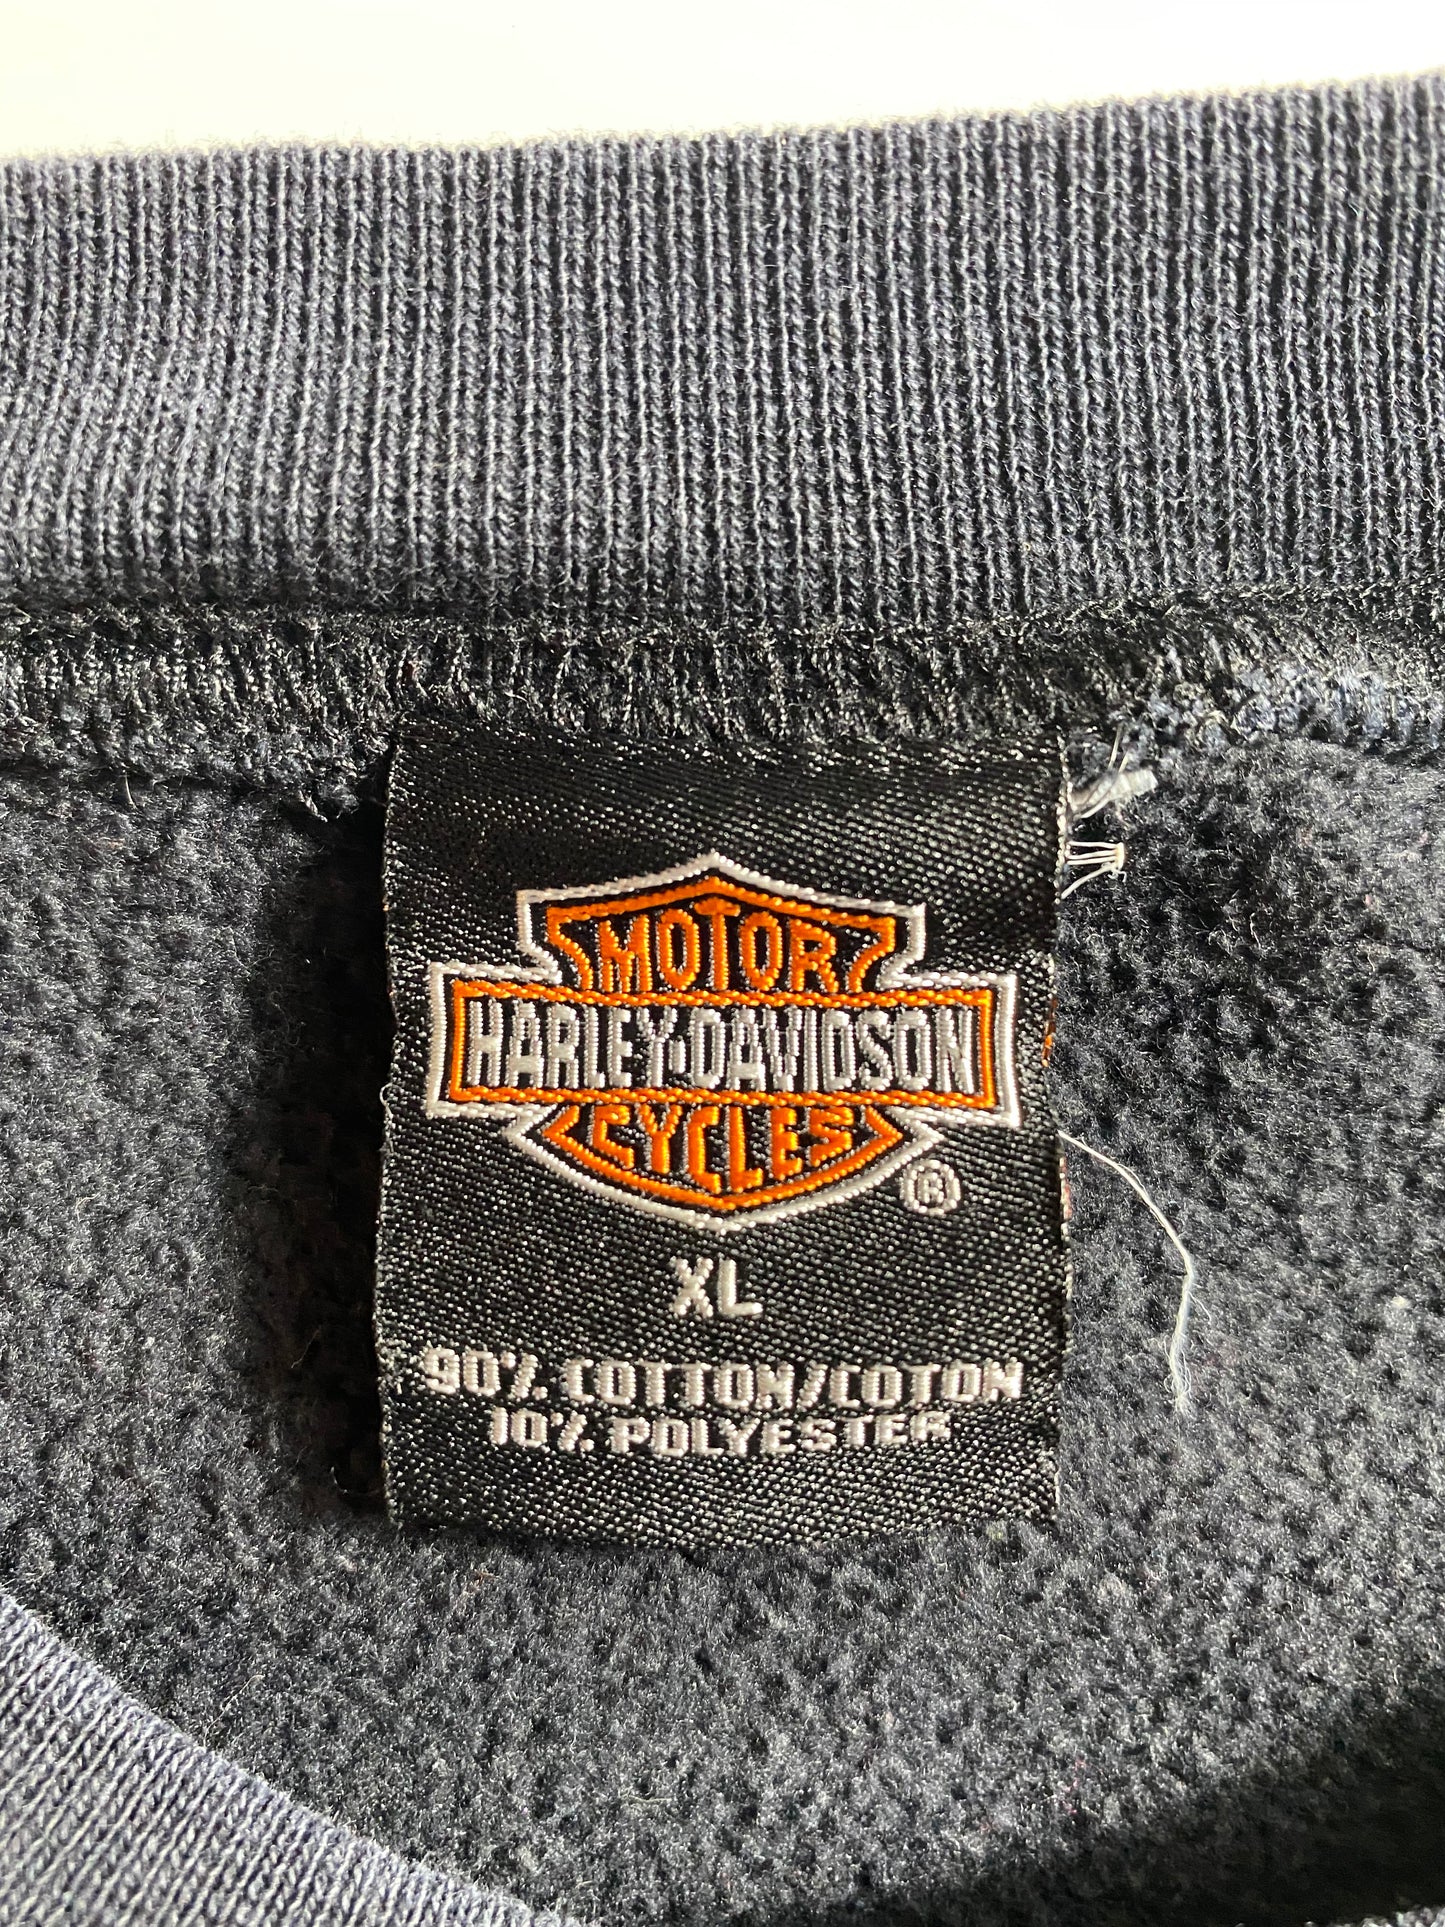 MOTOR
HARLEY-DAVIDSON
CYCLES
®
XL
90% COTTON/COTON
10% POLYESTER